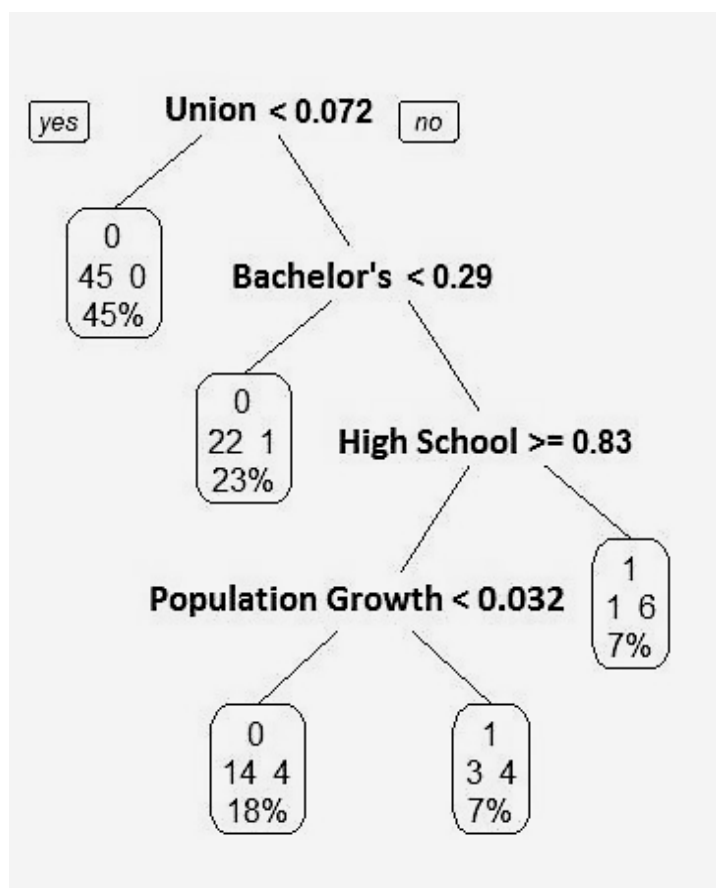 yes
Union < 0.072
no
0
45 0
45%
Bachelor's < 0.29
0
22 1
23%
High School >= 0.83
1
1 6
7%
Population Growth < 0.032
0
14 4
18%
1
3 4
7%